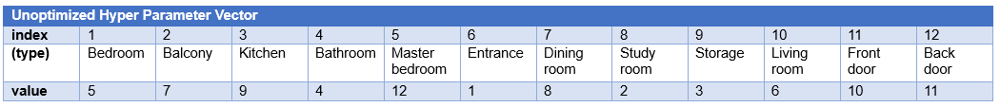 Unoptimized Hyper Parameter Vector
index 1 2 3 4 5 6 7 8 9 10 11 12
(type) Bedroom Balcony Kitchen Bathroom Master bedroom Entrance Dining room Study room Storage Living room Front door Back door
value 5 7 9 4 12 1 8 2 3 6 10 11